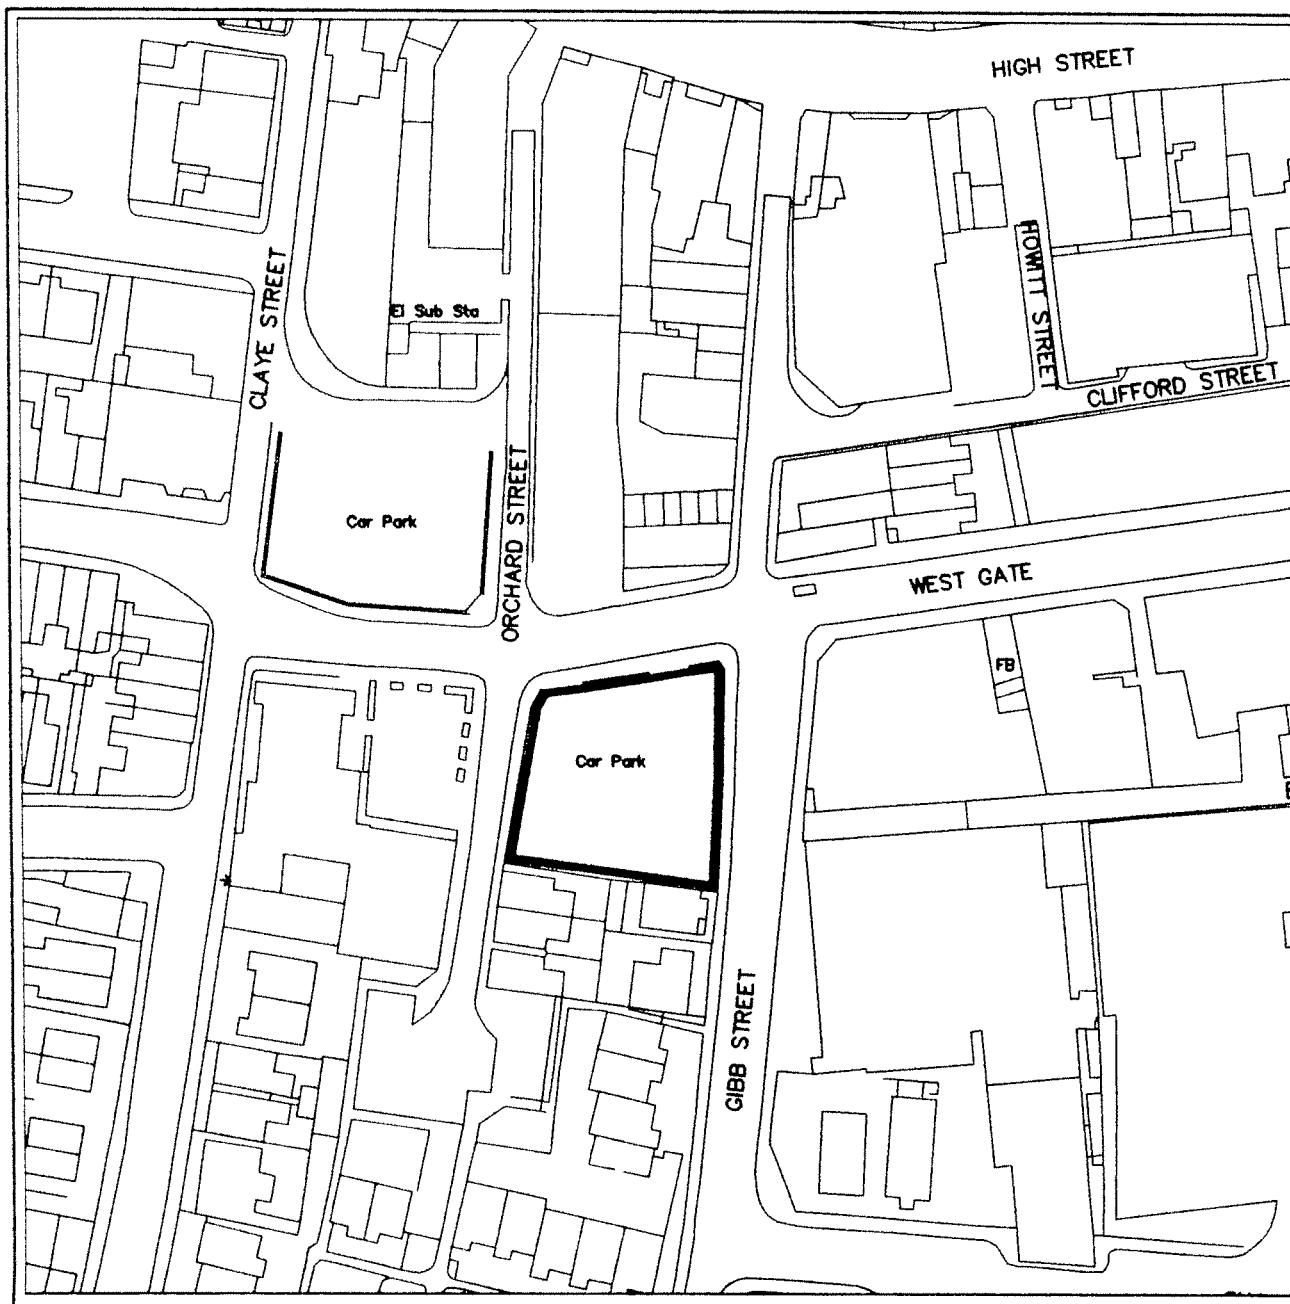 HIGH STREET
CLAYE STREET
HOWITT STREET
El Sub Sta
CLIFFORD STREET
Car Park
ORCHARD STREET
WEST GATE
FB
Car Park
GIBB STREET